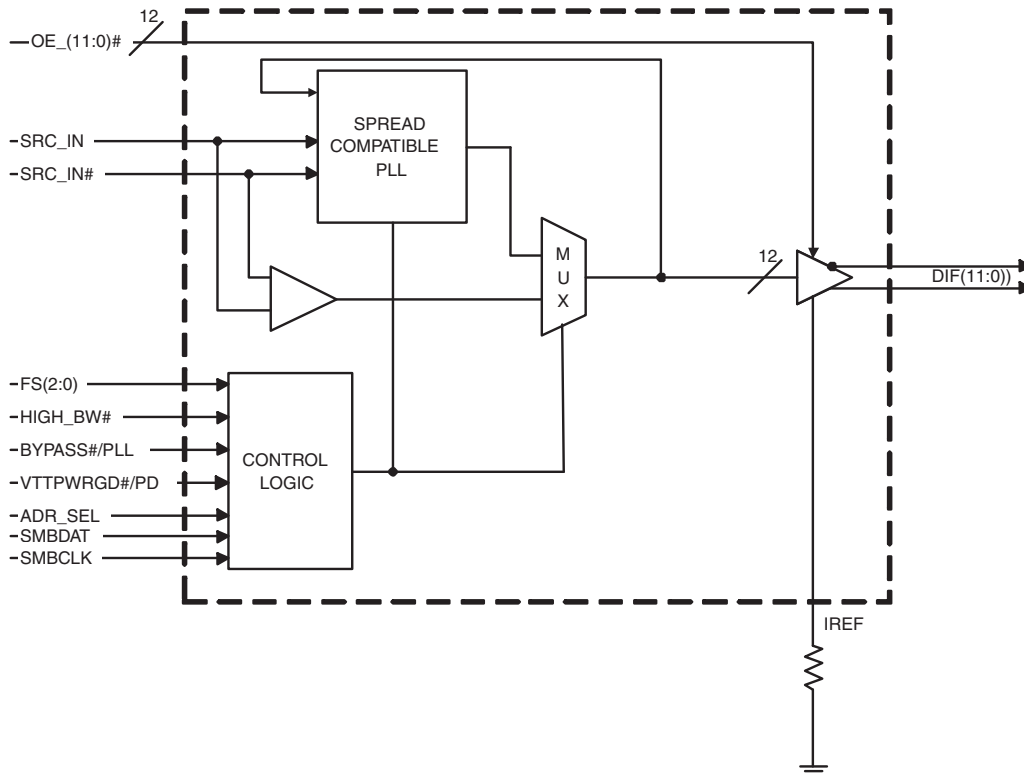 12
OE_(11:0)#
SPREAD
COMPATIBLE
PLL
SRC_IN
SRC_IN#
M
U
X
12
DIF(11:0))
FS(2:0)
HIGH_BW#
BYPASS#/PLL
VTTPWRGD#/PD
ADR_SEL
SMBDAT
SMBCLK
CONTROL
LOGIC
IREF